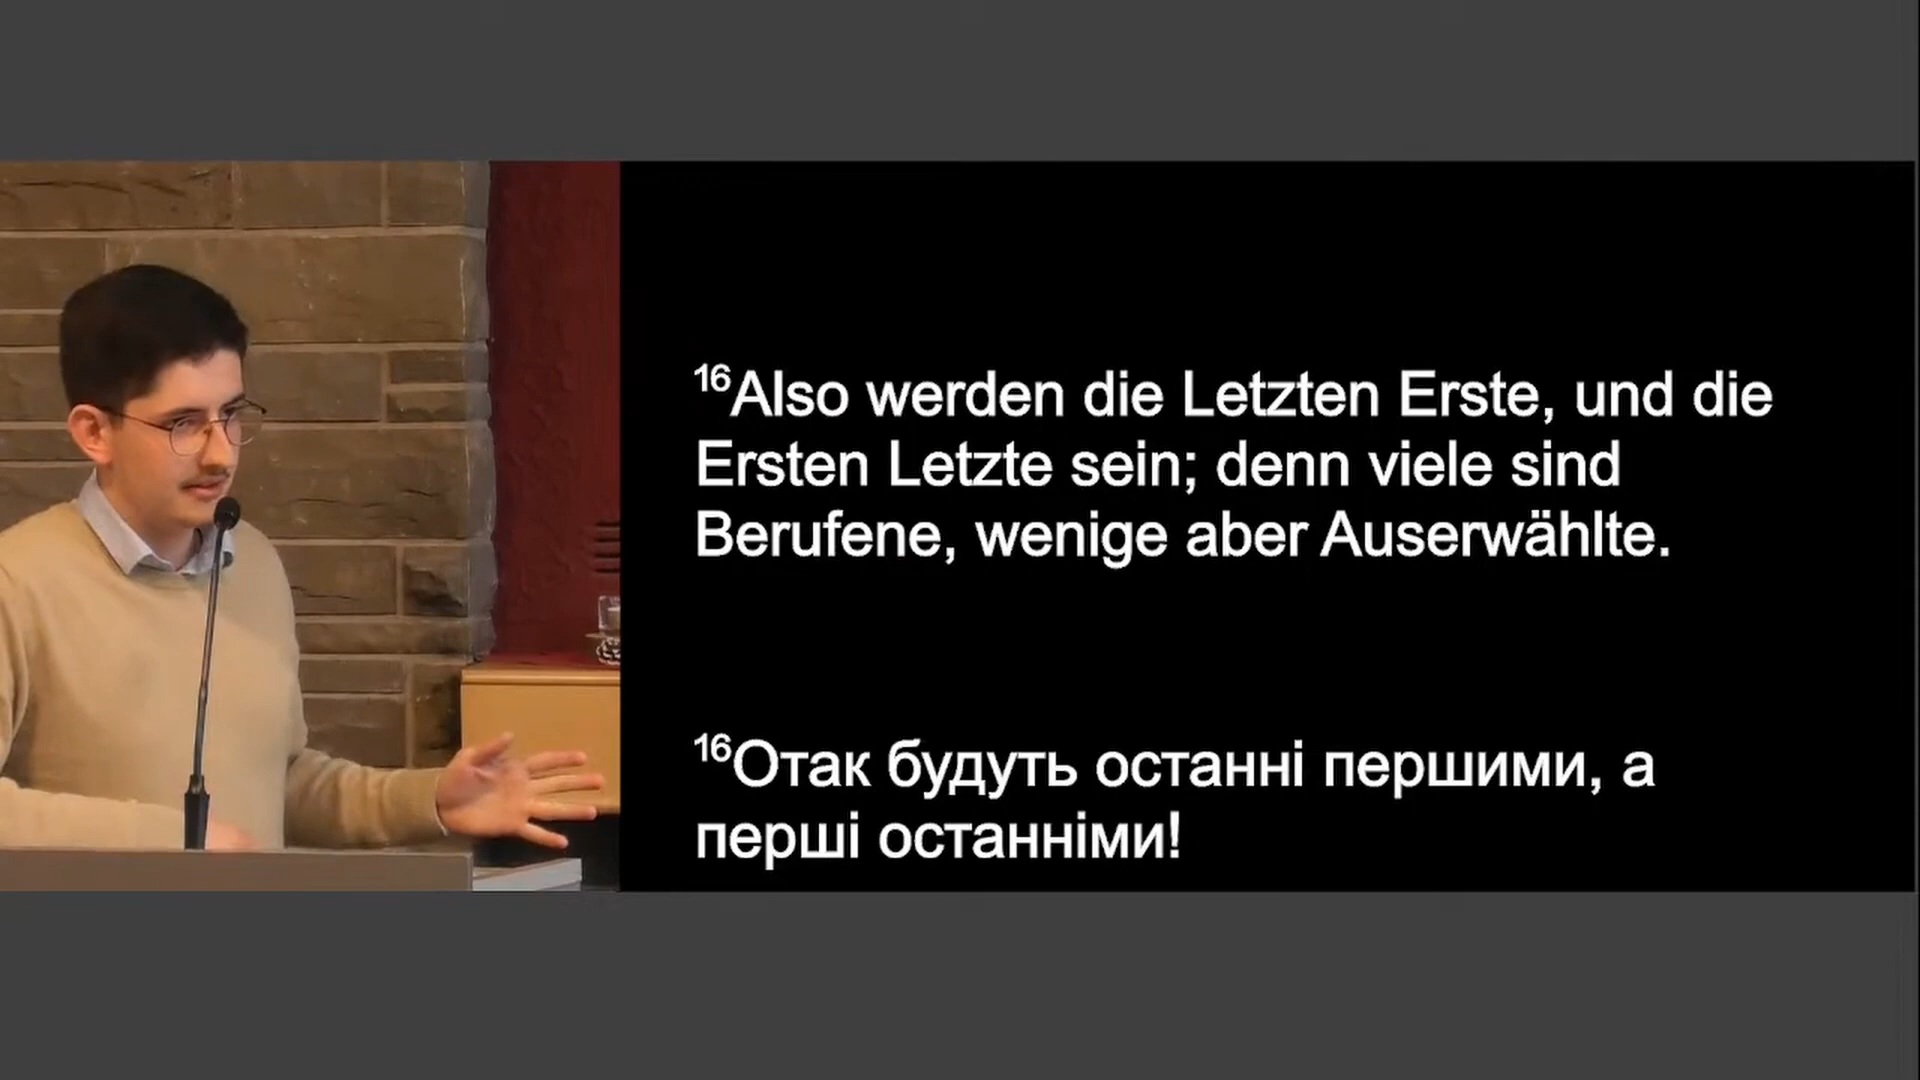 ¹⁶Also werden die Letzten Erste, und die
Ersten Letzte sein; denn viele sind
Berufene, wenige aber Auserwählte.
¹⁶Отак будуть останні першими, а
перші останніми!